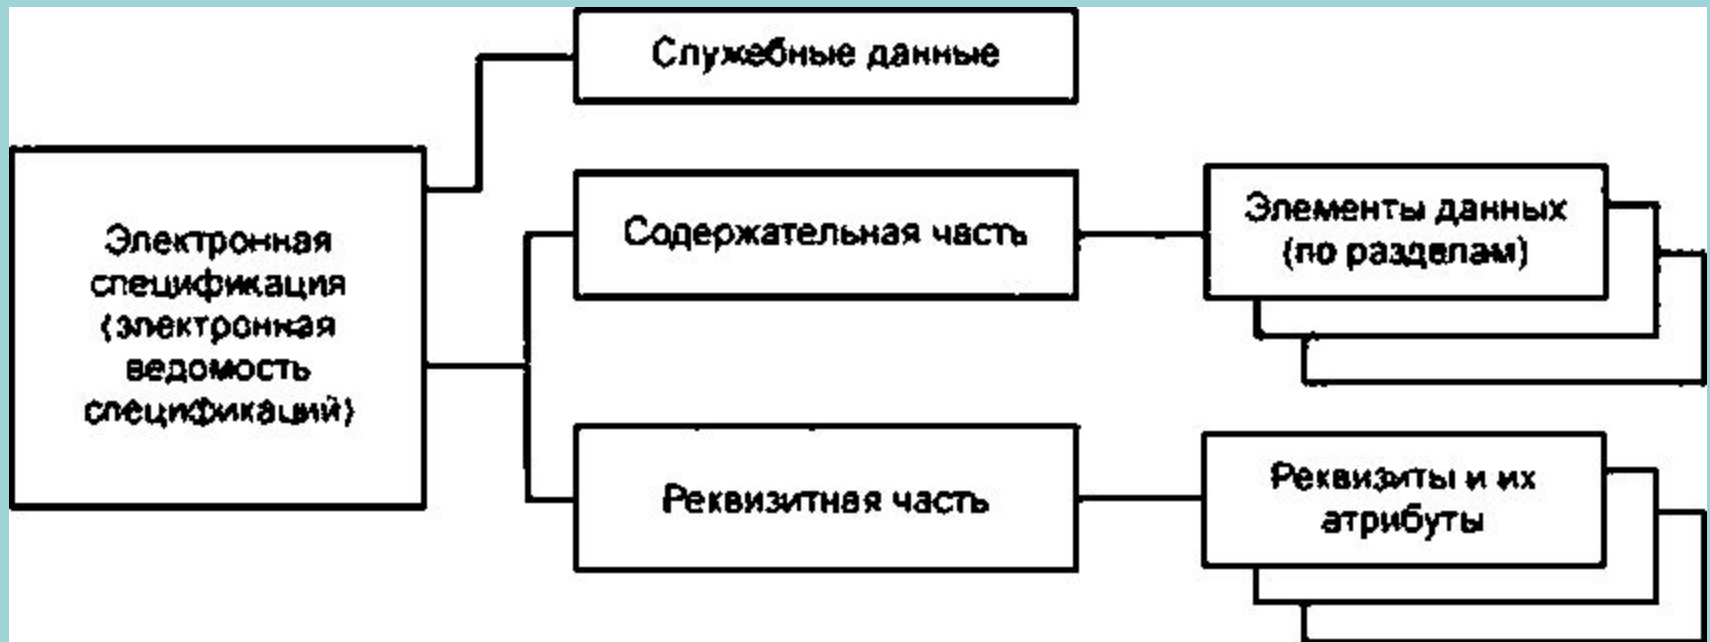 Служебные данные
Электронная
спецификация
(электронная
ведомость
спецификаций)
Содержательная часть
Элементы данных
(по разделам)
Реквизитная часть
Реквизиты и их
атрибуты